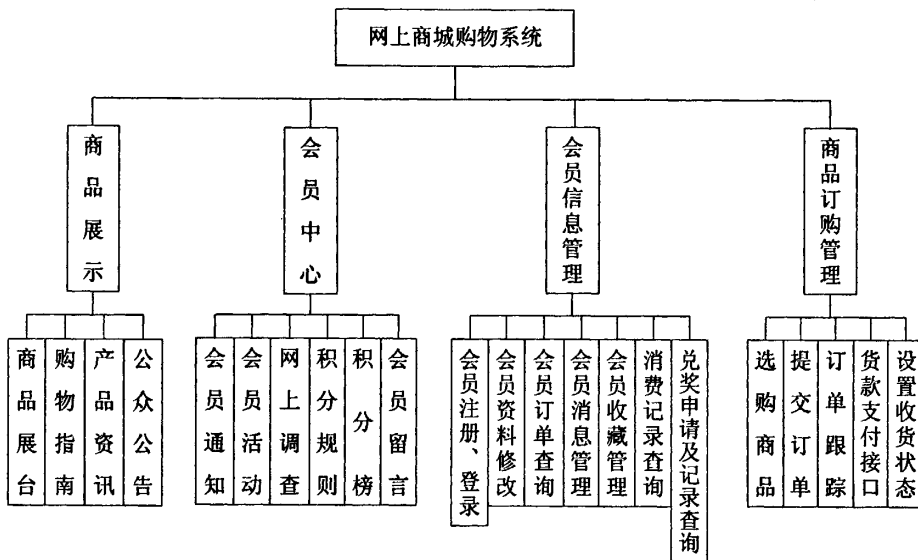 网上商城购物系统
商品展示
会员中心
会员信息管理
商品订购管理
商品展台
购物指南
产品资讯
公众公告
会员通知
会员活动
网上调查
积分规则
积分榜
会员留言
会员注册、登录
会员资料修改
会员订单查询
会员消息管理
会员收藏管理
消费记录查询
兑奖申请及记录查询
选购商品
提交订单
订单跟踪
货款支付接口
设置收货状态